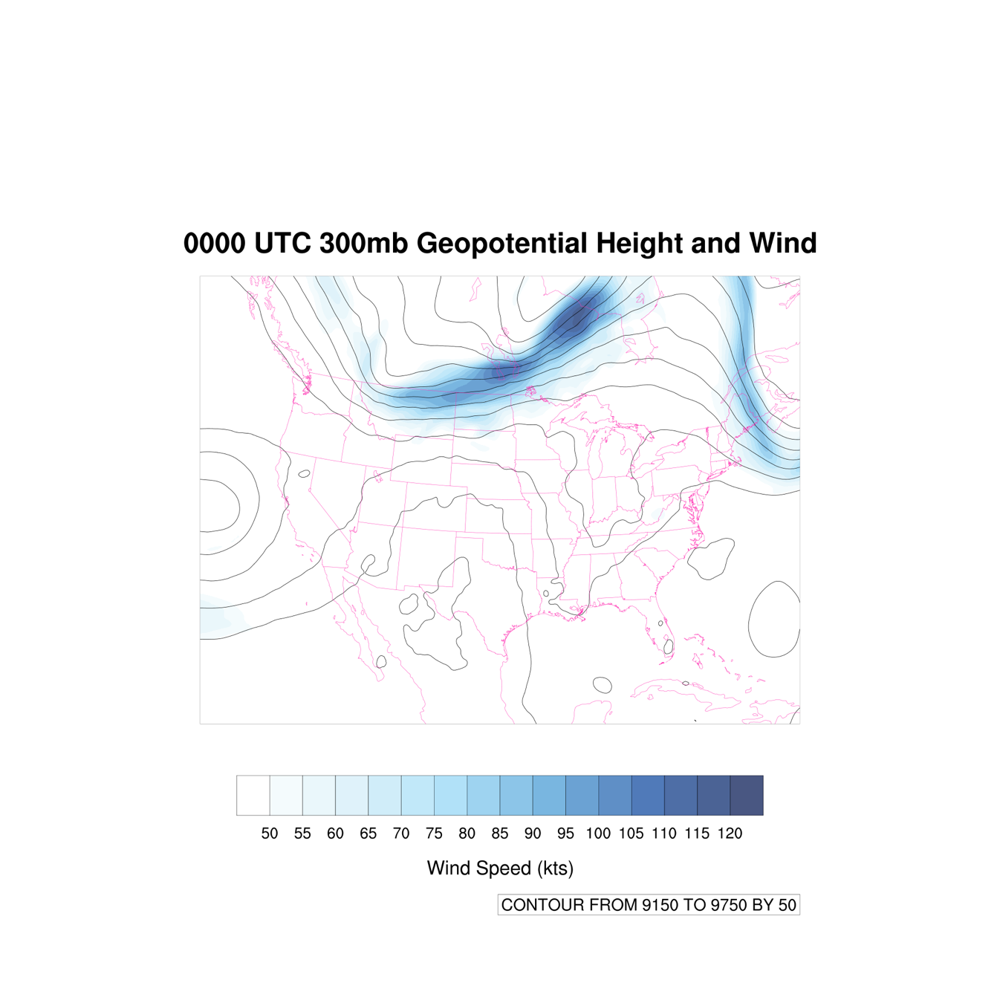 0000 UTC 300mb Geopotential Height and Wind
50 55 60 65 70 75 80 85 90 95 100 105 110 115 120
Wind Speed (kts)
CONTOUR FROM 9150 TO 9750 BY 50